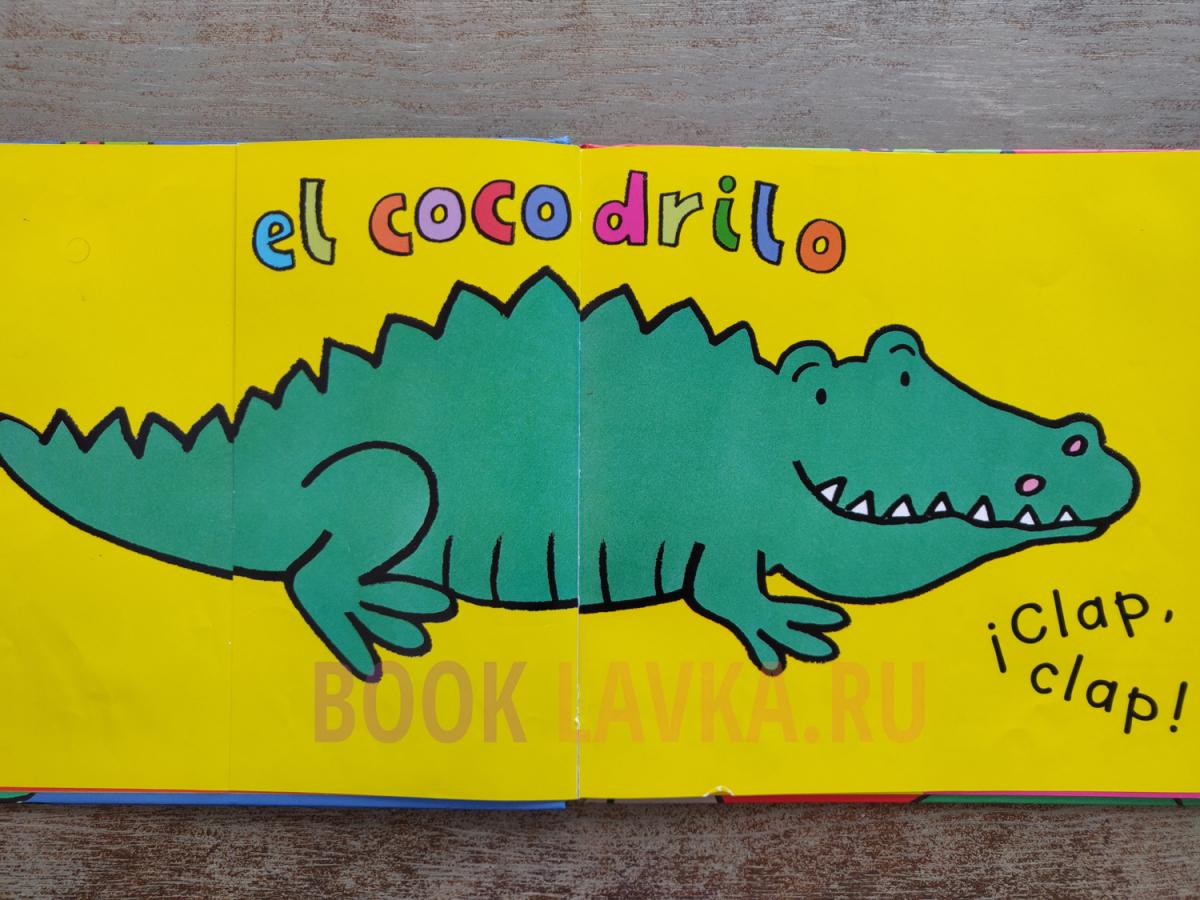 el cocodrilo
¡Clap,
clap!
BOOK LAVKA.RU